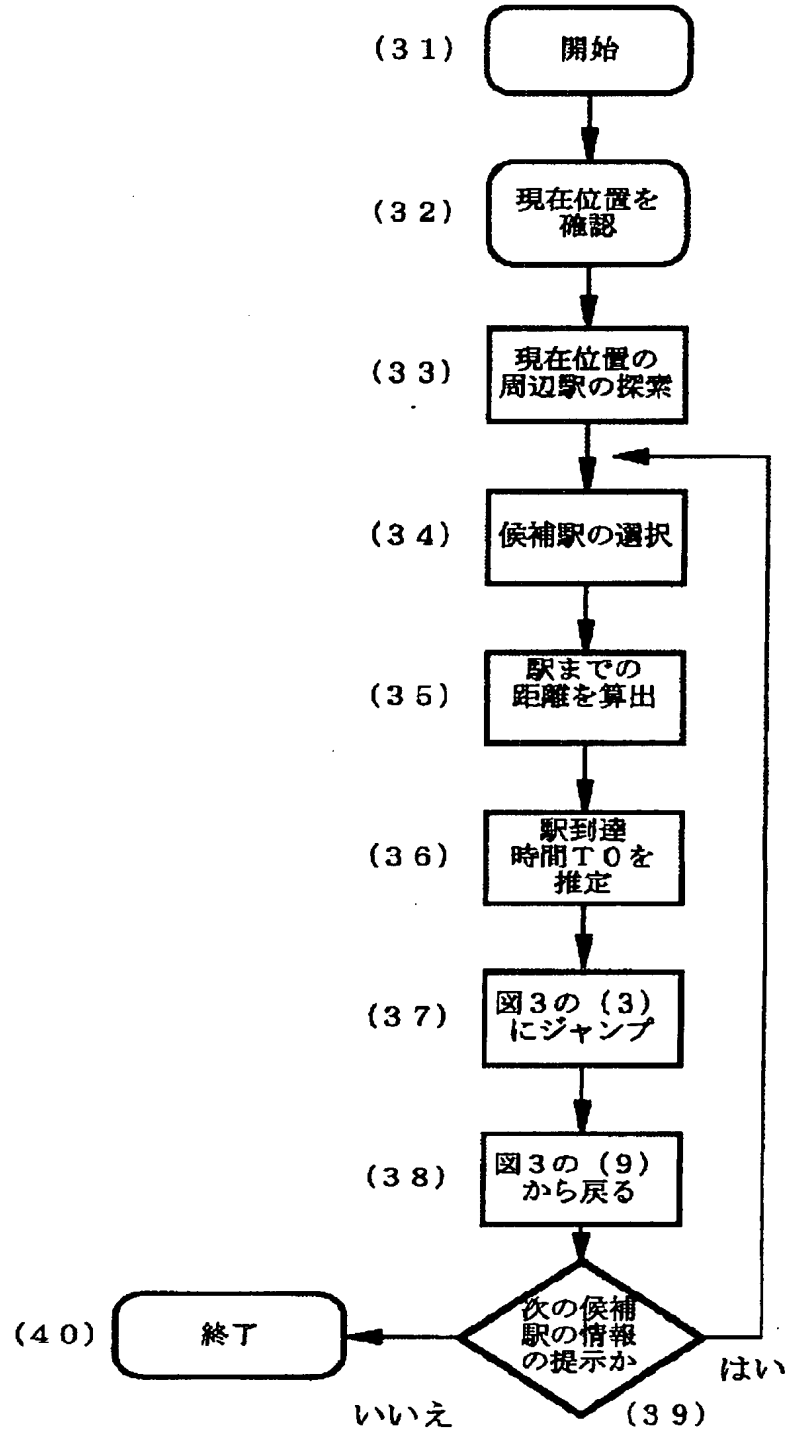 (31)
開始
(32)
現在位置を
確認
(33)
現在位置の
周辺駅の探索
(34)
候補駅の選択
(35)
駅までの
距離を算出
(36)
駅到達
時間T0を
推定
(37)
図3の(3)
にジャンプ
(38)
図3の(9)
から戻る
(40)
終了
次の候補
駅の情報
の提示か
はい
いいえ
(39)